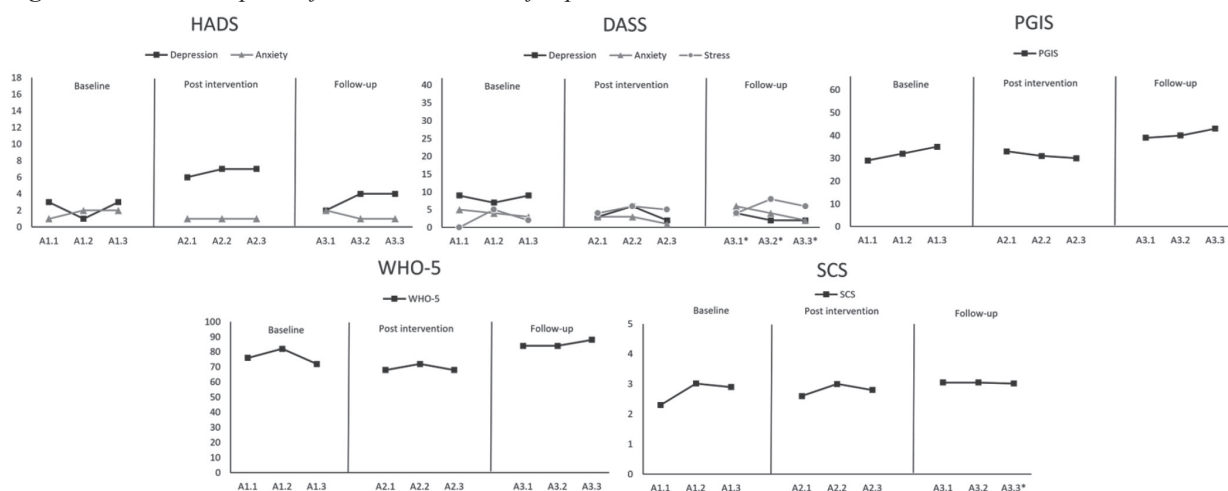 HADS
Depression Anxiety
18
16
14
12
10
8
6
4
2
0
Baseline Post intervention Follow-up
A1.1 A1.2 A1.3 A2.1 A2.2 A2.3 A3.1 A3.2 A3.3
DASS
Depression Anxiety Stress
40
35
30
25
20
15
10
5
0
Baseline Post intervention Follow-up
A1.1 A1.2 A1.3 A2.1 A2.2 A2.3 A3.1* A3.2* A3.3*
PGIS
PGIS
60
50
40
30
20
10
0
Baseline Post intervention Follow-up
A1.1 A1.2 A1.3 A2.1 A2.2 A2.3 A3.1 A3.2 A3.3
WHO-5
WHO-5
100
90
80
70
60
50
40
30
20
10
0
Baseline Post intervention Follow-up
A1.1 A1.2 A1.3 A2.1 A2.2 A2.3 A3.1 A3.2 A3.3
SCS
SCS
5
4
3
2
1
0
Baseline Post intervention Follow-up
A1.1 A1.2 A1.3 A2.1 A2.2 A2.3 A3.1 A3.2 A3.3*